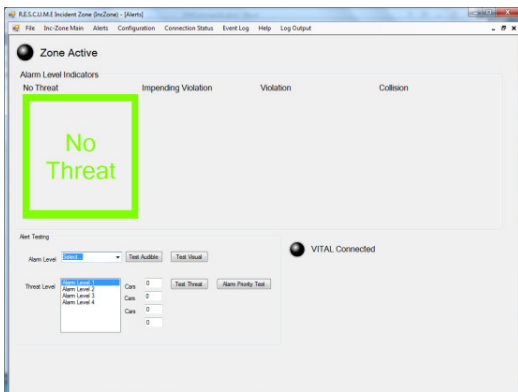 R.E.S.C.U.M.E Incident Zone (IncZone) - [Alerts]
File Inc-Zone Main Alerts Configuration Connection Status Event Log Help Log Output
Zone Active
Alarm Level Indicators
No Threat Impending Violation Violation Collision
No
Threat
Alert Testing
Alarm Level Select... Test Audible Test Visual
VITAL Connected
Threat Level Alarm Level 1 Cars 0 Test Threat Alarm Priority Test
Alarm Level 2
Alarm Level 3 Cars 0
Alarm Level 4
Cars 0
0